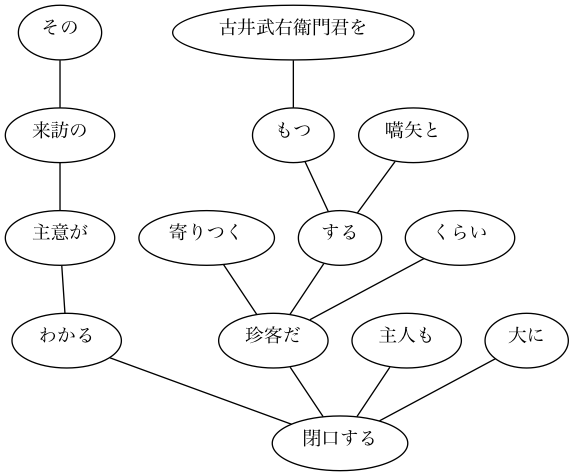 その
古井武右衛門君を
来訪の
もつ
嚆矢と
主意が
寄りつく
する
くらい
わかる
珍客だ
主人も
大に
閉口する